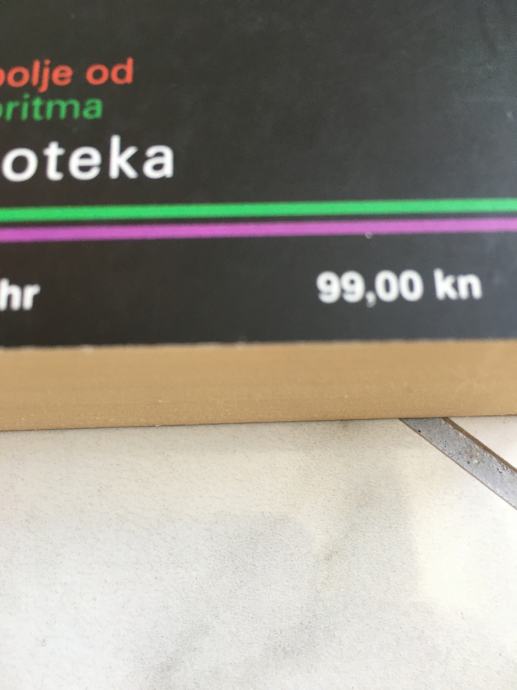 bolje od
oritma
oteka
hr
99,00 kn